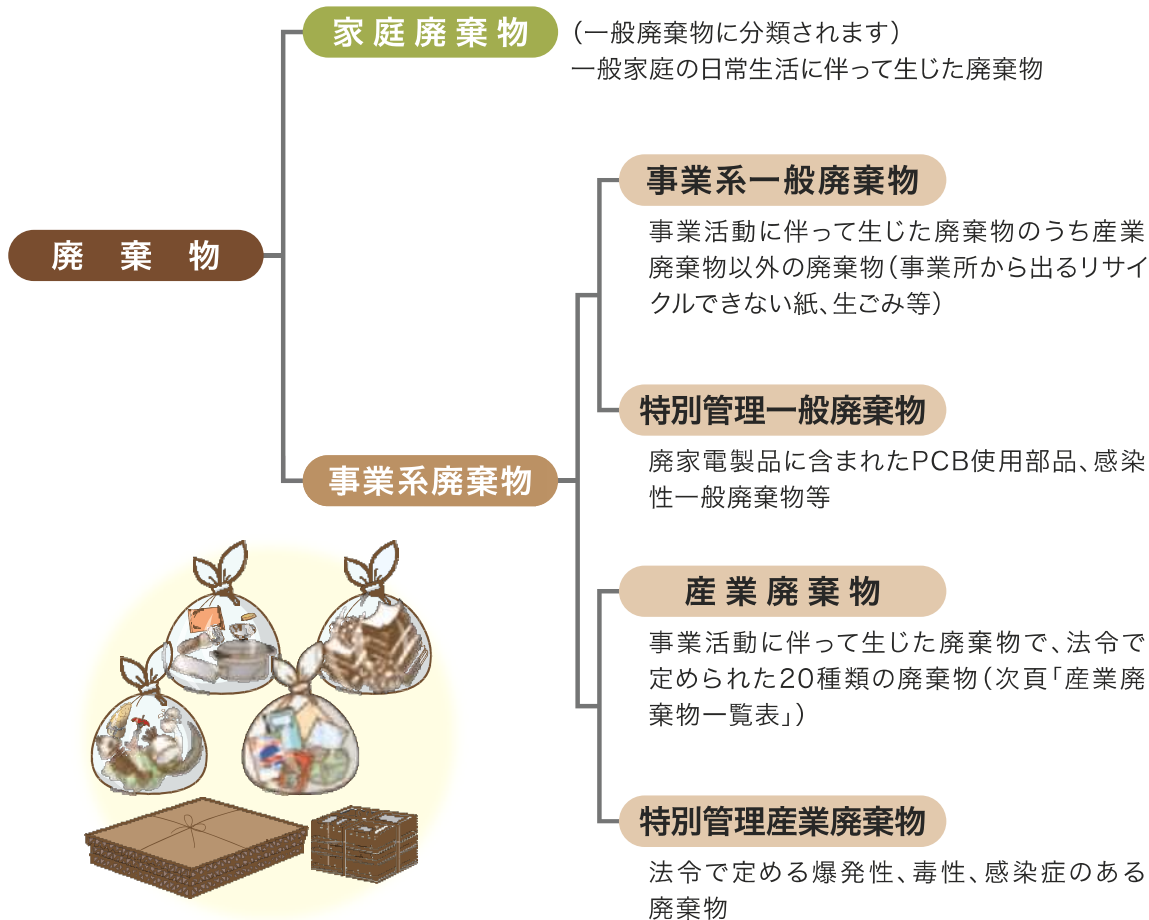 家庭廃棄物
（一般廃棄物に分類されます）
一般家庭の日常生活に伴って生じた廃棄物
廃棄物
事業系廃棄物
事業系一般廃棄物
事業活動に伴って生じた廃棄物のうち産業
廃棄物以外の廃棄物（事業所から出るリサイ
クルできない紙、生ごみ等）
特別管理一般廃棄物
廃家電製品に含まれたPCB使用部品、感染
性一般廃棄物等
産業廃棄物
事業活動に伴って生じた廃棄物で、法令で
定められた20種類の廃棄物（次頁「産業廃
棄物一覧表」）
特別管理産業廃棄物
法令で定める爆発性、毒性、感染症のある
廃棄物